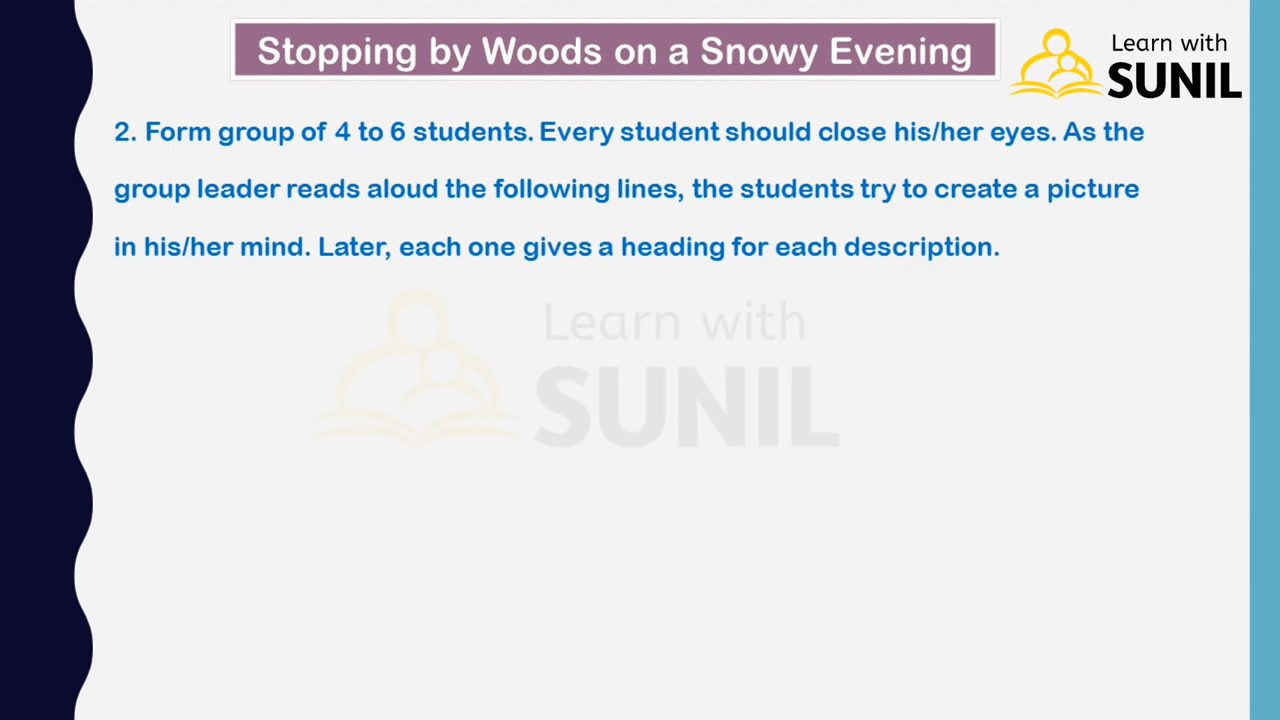 Stopping by Woods on a Snowy Evening
Learn with
SUNIL
2. Form group of 4 to 6 students. Every student should close his/her eyes. As the
group leader reads aloud the following lines, the students try to create a picture
in his/her mind. Later, each one gives a heading for each description.
Learn with
SUNIL